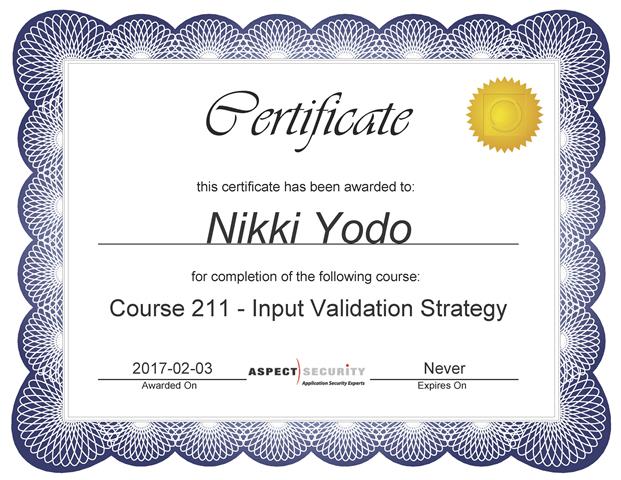 Certificate
this certificate has been awarded to:
Nikki Yodo
for completion of the following course:
Course 211 - Input Validation Strategy
2017-02-03
Awarded On
ASPECT SECURITY
Application Security Experts
Never
Expires On